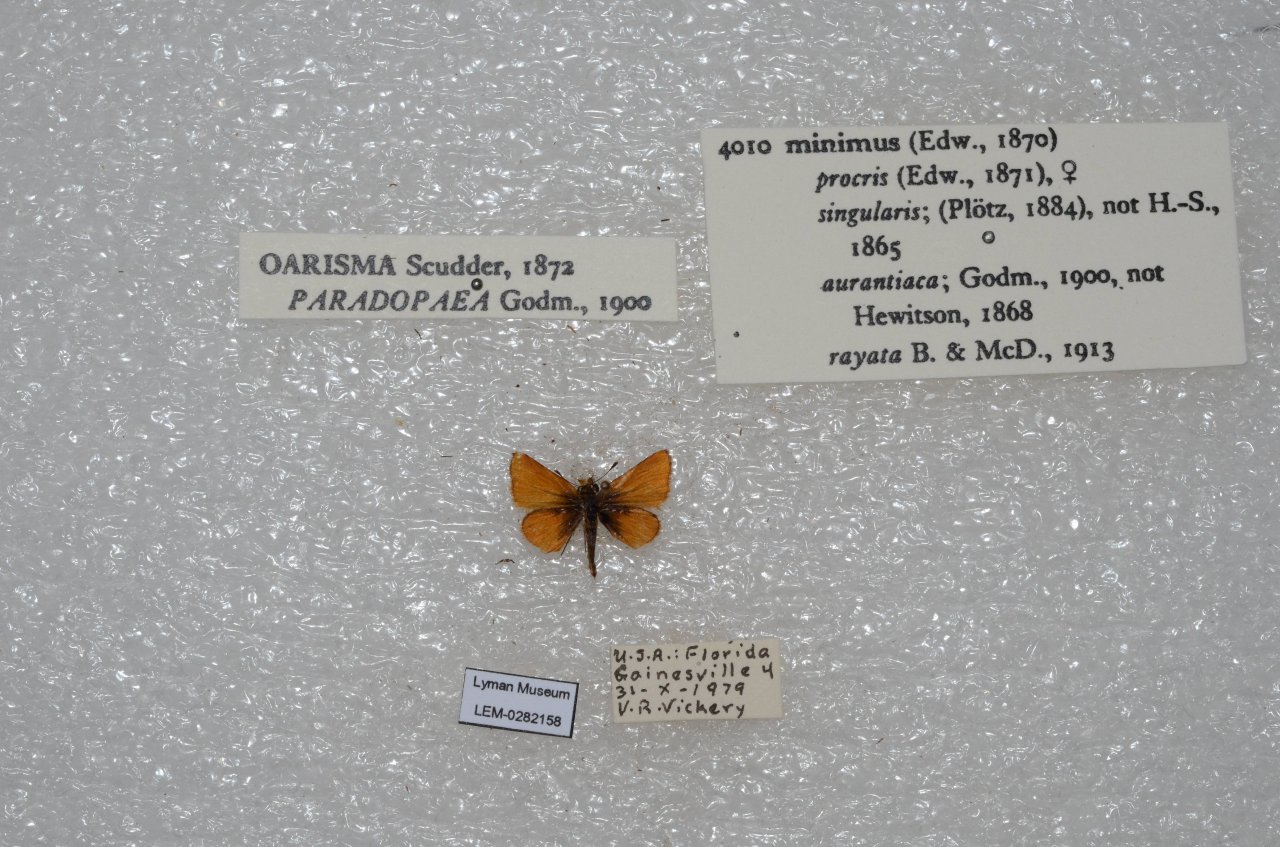 4010 minimus (Edw., 1870)
procris (Edw., 1871), ♀
singularis; (Plötz, 1884), not H.-S.,
1865
aurantiaca; Godm., 1900, not
Hewitson, 1868
rayata B. & McD., 1913
OARISMA Scudder, 1872
PARADOPAEA Godm., 1900
U.S.A.: Florida
Gainesville 4
31-X-1979
V.R. Vickery
Lyman Museum
LEM-0282158